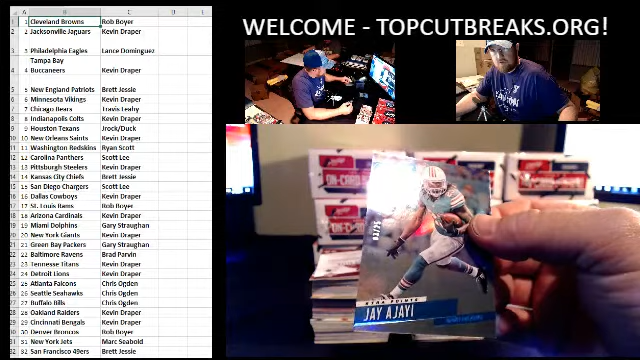 WELCOME - TOPCUTBREAKS.ORG!
A B C D E
1 Cleveland Browns Rob Boyer
2 Jacksonville Jaguars Kevin Draper
3 Philadelphia Eagles Lance Dominguez
Tampa Bay
4 Buccaneers Kevin Draper
5 New England Patriots Brett Jessie
6 Minnesota Vikings Kevin Draper
7 Chicago Bears Travis Leahy
8 Indianapolis Colts Kevin Draper
9 Houston Texans Jrock/Duck
10 New Orleans Saints Kevin Draper
11 Washington Redskins Ryan Scott
12 Carolina Panthers Scott Lee
13 Pittsburgh Steelers Kevin Draper
14 Kansas City Chiefs Brett Jessie
15 San Diego Chargers Scott Lee
16 Dallas Cowboys Kevin Draper
17 St. Louis Rams Rob Boyer
18 Arizona Cardinals Kevin Draper
19 Miami Dolphins Gary Straughan
20 New York Giants Kevin Draper
21 Green Bay Packers Gary Straughan
22 Baltimore Ravens Brad Parvin
23 Tennessee Titans Kevin Draper
24 Detroit Lions Kevin Draper
25 Atlanta Falcons Chris Ogden
26 Seattle Seahawks Chris Ogden
27 Buffalo Bills Chris Ogden
28 Oakland Raiders Kevin Draper
29 Cincinnati Bengals Kevin Draper
30 Denver Broncos Rob Boyer
31 New York Jets Marc Seabold
32 San Francisco 49ers Brett Jessie
ON-CARD
JAY AJAYI